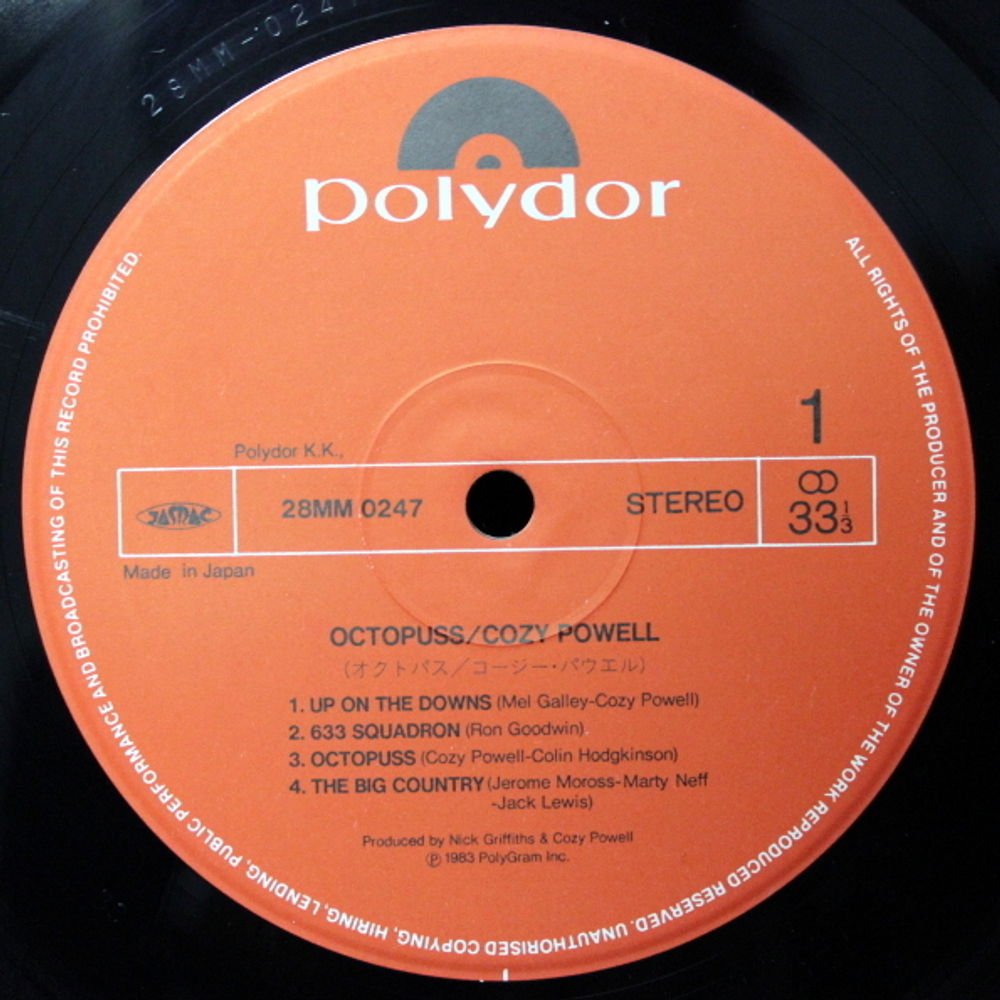 28MM-0247
polydor
ALL RIGHTS OF THE PRODUCER AND OF THE OWNER OF THE WORK REPRODUCED RESERVED. UNAUTHORISED COPYING, HIRING, LENDING, PUBLIC PERFORMANCE AND BROADCASTING OF THIS RECORD PROHIBITED.
1
Polydor K.K.,
JASRAC
28MM 0247
STEREO
33 1/3
Made in Japan
OCTOPUSS/COZY POWELL
(オクトパス/コージー・パウエル)
1. UP ON THE DOWNS (Mel Galley-Cozy Powell)
2. 633 SQUADRON (Ron Goodwin)
3. OCTOPUSS (Cozy Powell-Colin Hodgkinson)
4. THE BIG COUNTRY (Jerome Moross-Marty Neff
-Jack Lewis)
Produced by Nick Griffiths & Cozy Powell
Ⓟ 1983 PolyGram Inc.